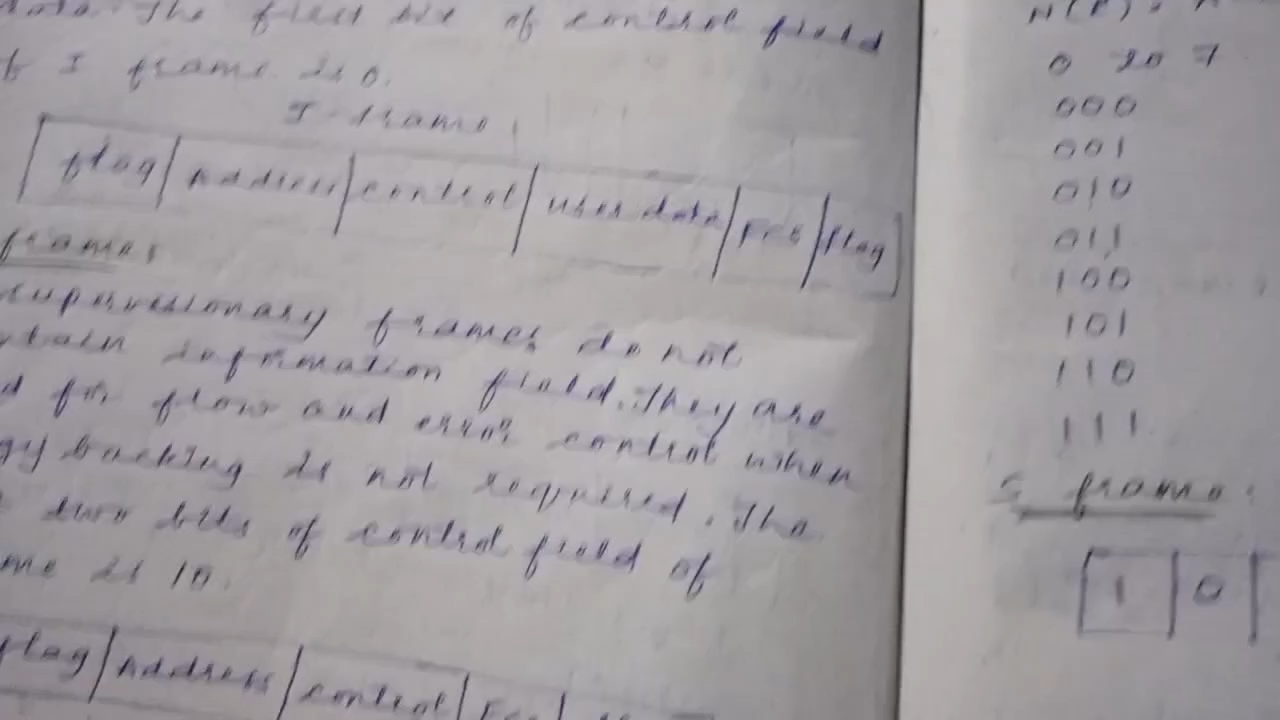 The first bit of control field
of I frame is 0.
I-frame:
flag | Address | control | user data | FCS | flag
frame:
supervisionary frames do not
information field. They are
for flow and error control when
backing is not required. The
two bits of control field of
is 10.
flag | Address | control | FCS
0 to 7
000
001
010
011
100
101
110
111
S frame:
1 | 0